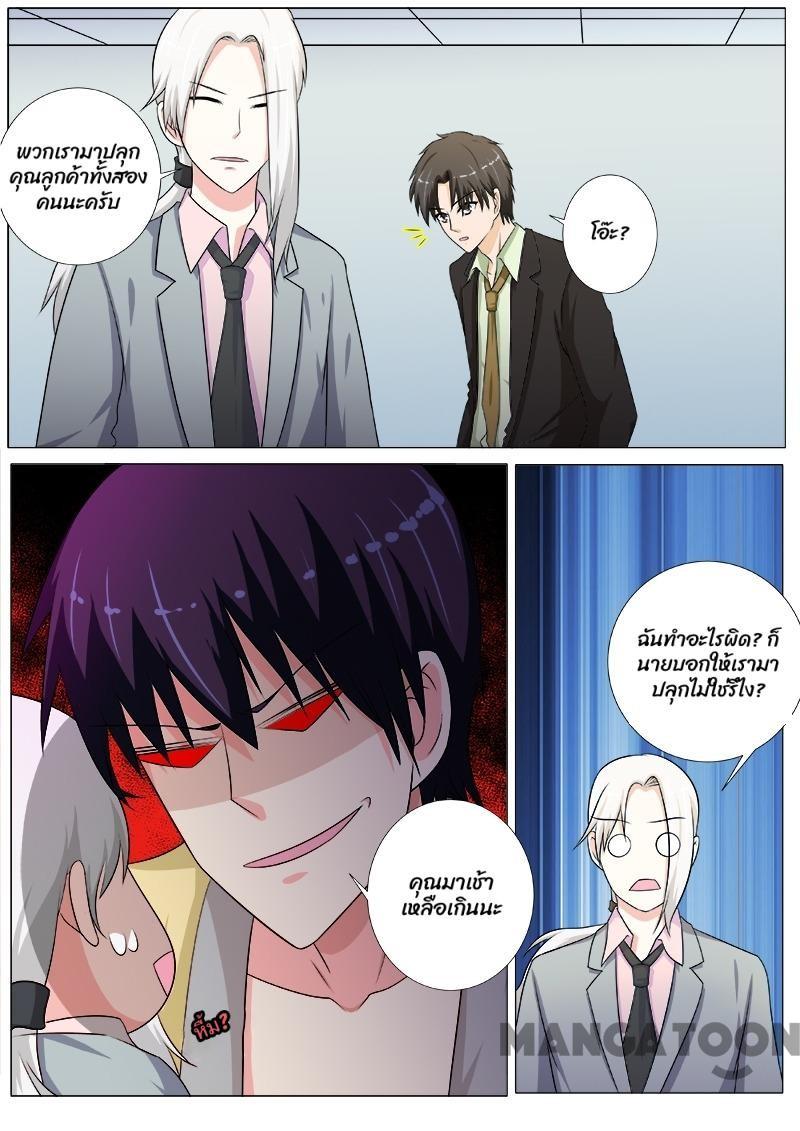 พวกเรามาปลุก
คุณลูกค้าทั้งสอง
คนนะครับ
โอ๊ะ?
คุณมาเช้า
เหลือเกินนะ
หึ้ม?
ฉันทำอะไรผิด? ก็
นายบอกให้เรามา
ปลุกไม่ใช่รึไง?
MANGATOON